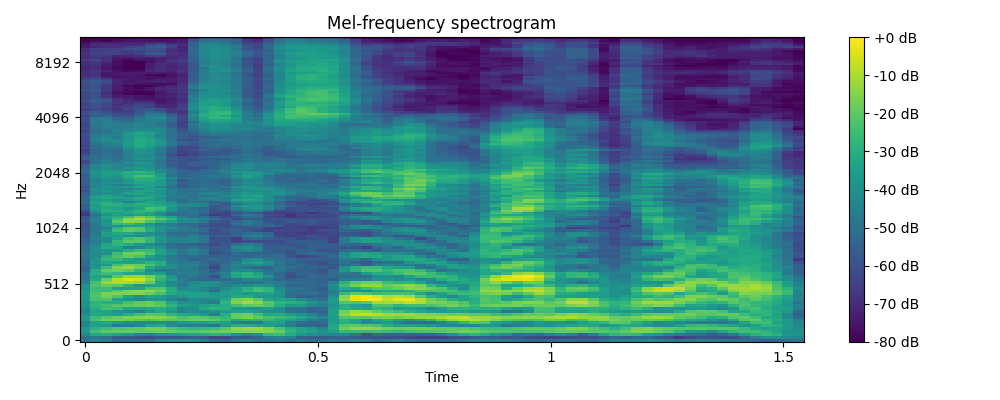 Mel-frequency spectrogram
Hz
8192
4096
2048
1024
512
0
0
0.5
1
1.5
Time
+0 dB
-10 dB
-20 dB
-30 dB
-40 dB
-50 dB
-60 dB
-70 dB
-80 dB